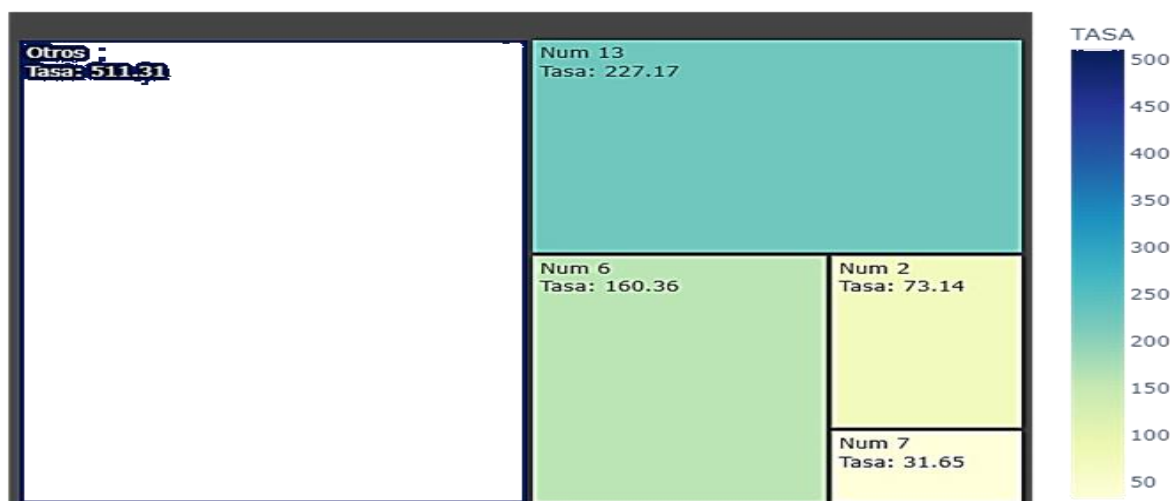 Otros
Tasa: 511.31
Num 13
Tasa: 227.17
Num 6
Tasa: 160.36
Num 2
Tasa: 73.14
Num 7
Tasa: 31.65
TASA
500
450
400
350
300
250
200
150
100
50